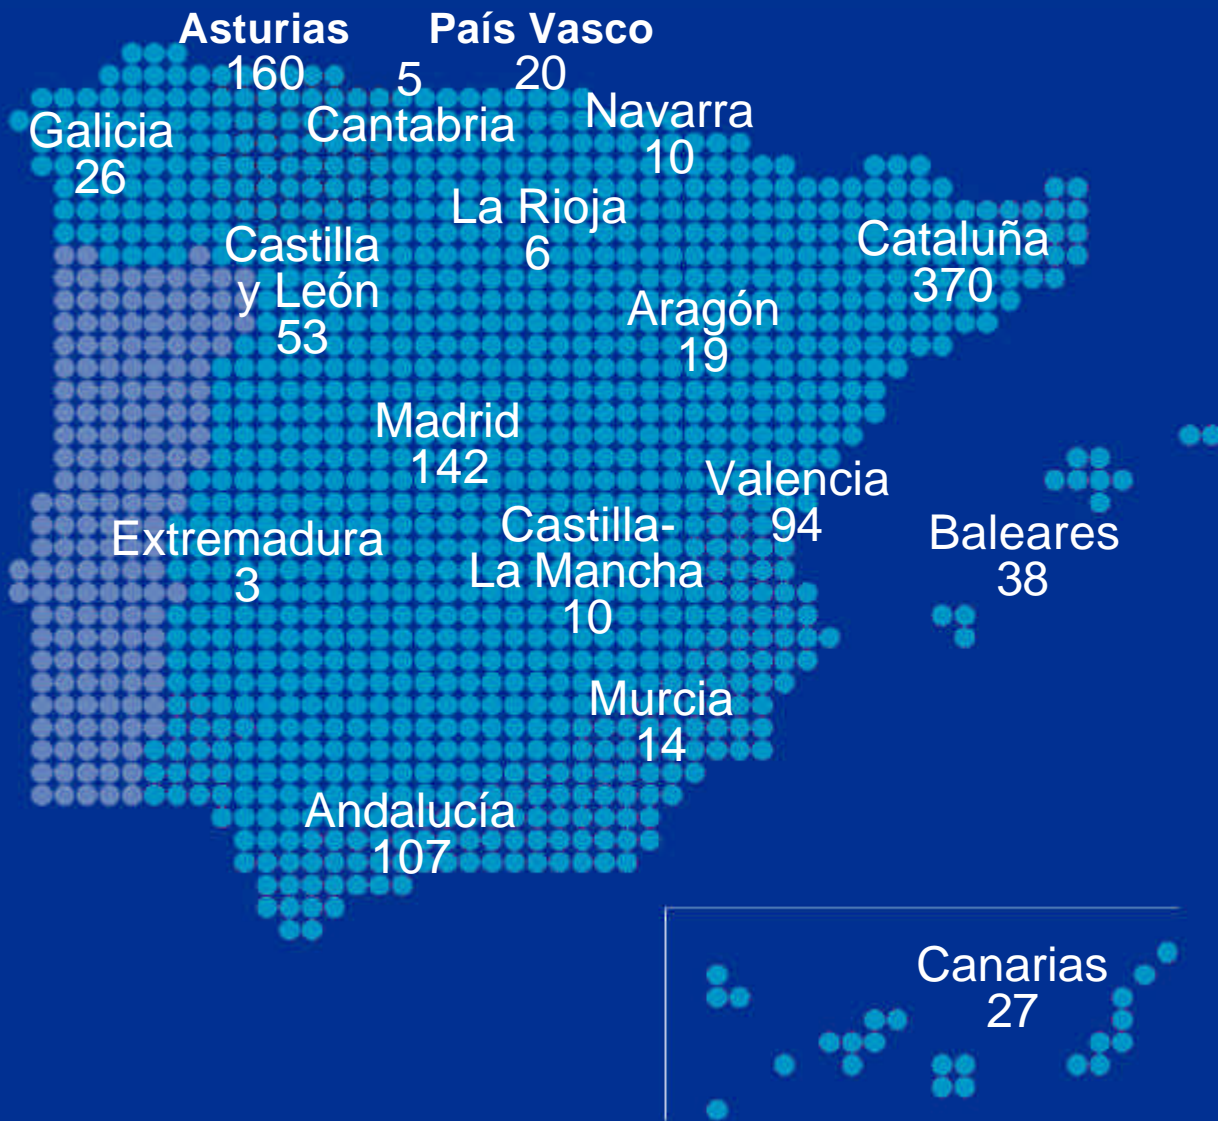 Asturias
160
5
Cantabria
País Vasco
20
Navarra
10
Galicia
26
La Rioja
6
Castilla
y León
53
Cataluña
370
Aragón
19
Madrid
142
Valencia
94
Extremadura
3
Castilla-
La Mancha
10
Baleares
38
Murcia
14
Andalucía
107
Canarias
27